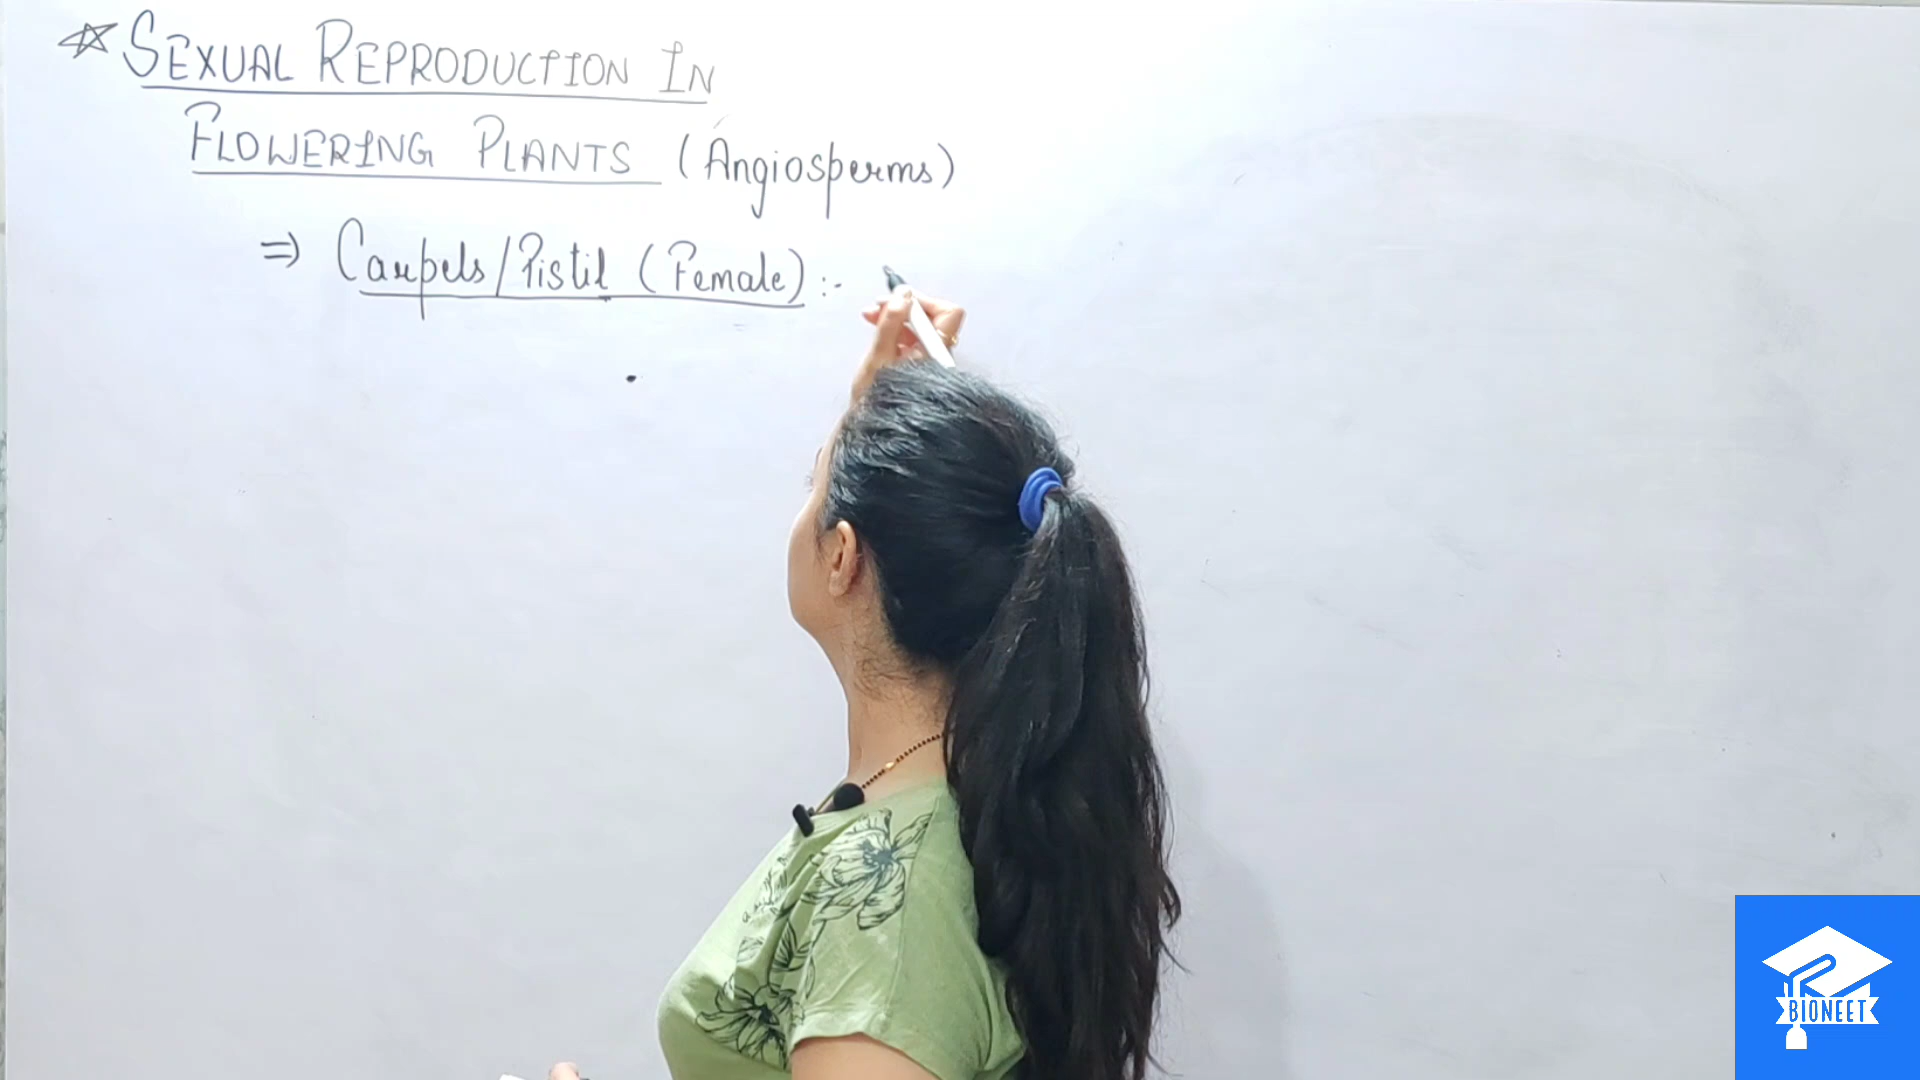 ☆ SEXUAL REPRODUCTION IN
FLOWERING PLANTS (Angiosperms)
⇒ Carpels/Pistil (Female) :-
BIONEET